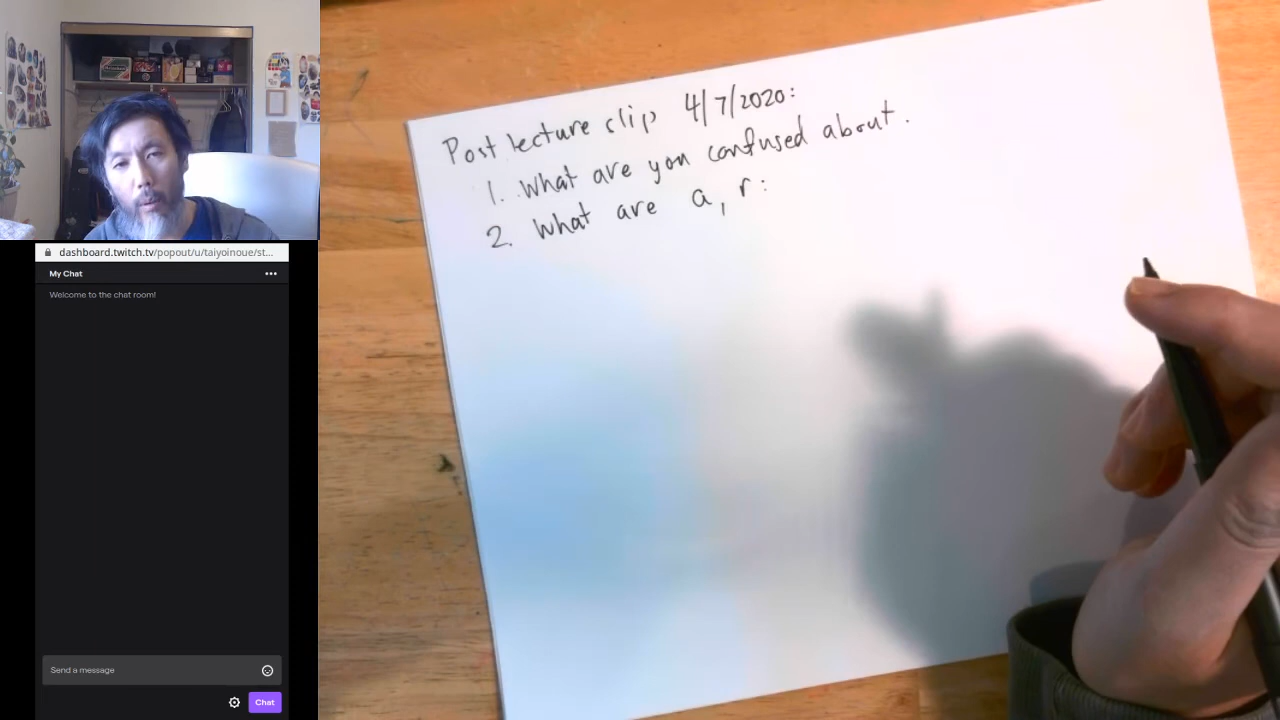 dashboard.twitch.tv/popout/u/taiyoinoue/st...
My Chat
Welcome to the chat room!
Send a message
Chat
Post lecture clip 4/7/2020:
1. What are you confused about.
2. What are a, r: